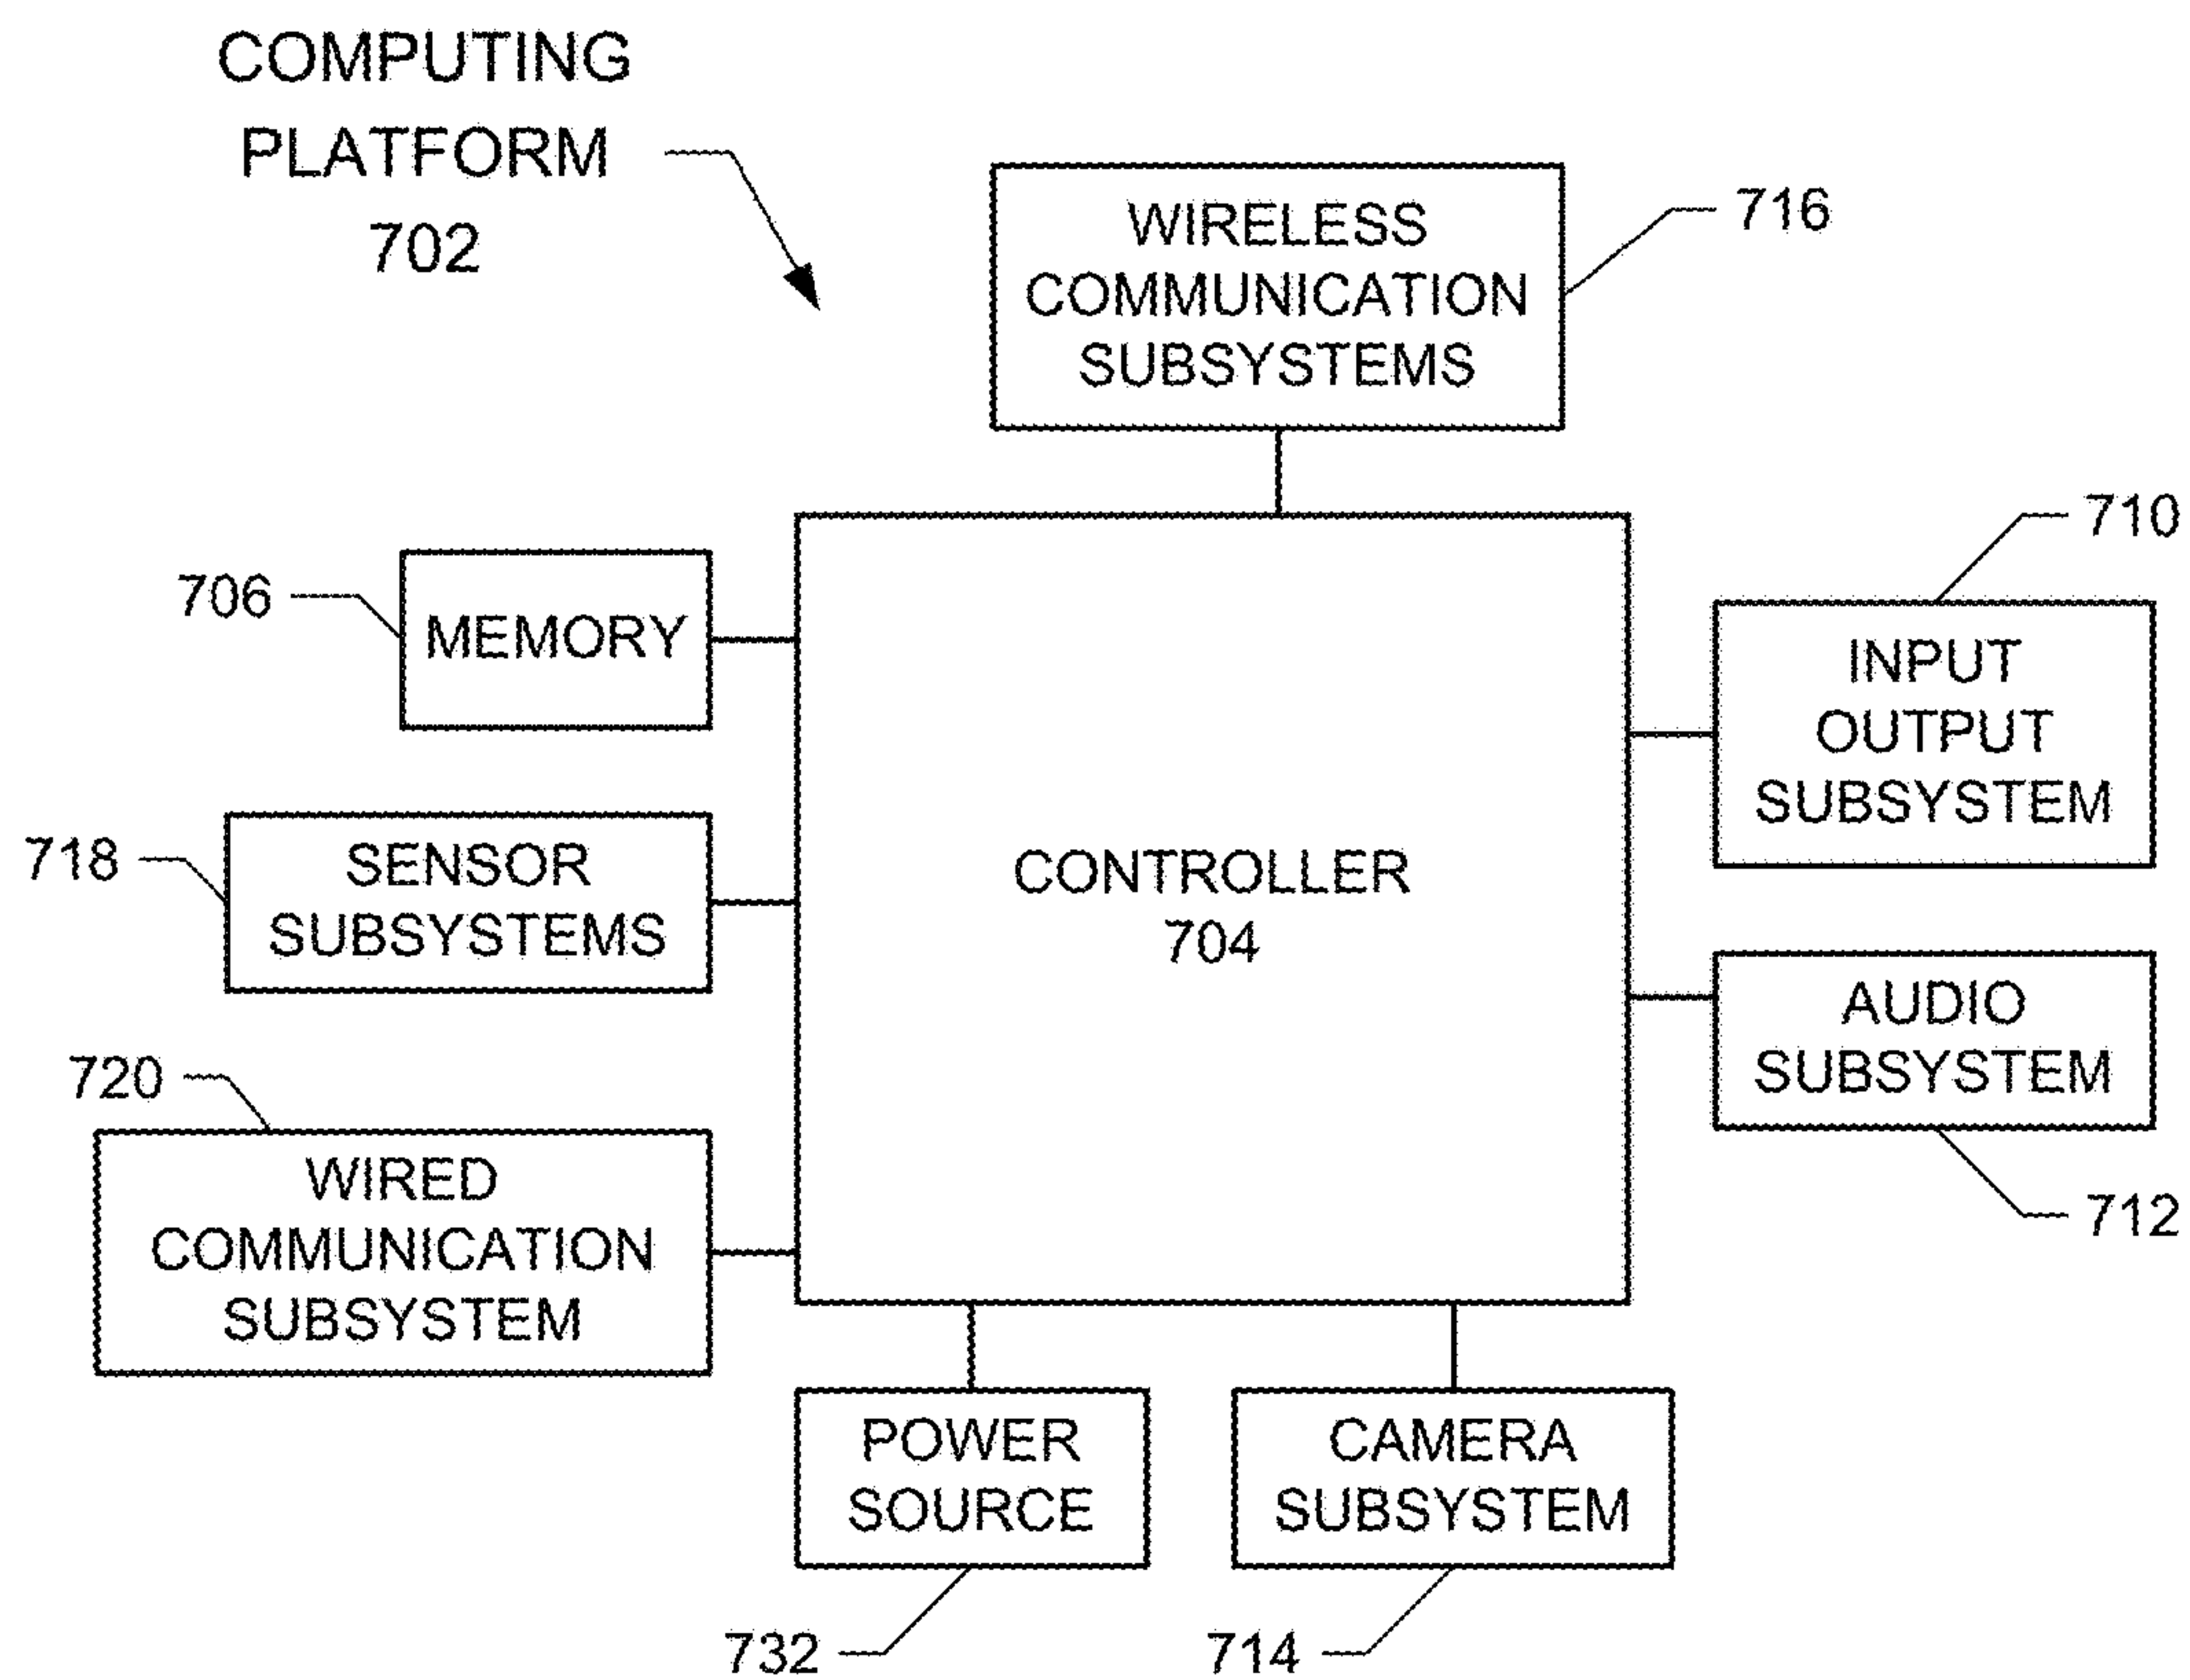 COMPUTING
PLATFORM
702
WIRELESS
COMMUNICATION
SUBSYSTEMS
716
710
706
MEMORY
INPUT
OUTPUT
SUBSYSTEM
718
SENSOR
SUBSYSTEMS
CONTROLLER
704
AUDIO
SUBSYSTEM
712
720
WIRED
COMMUNICATION
SUBSYSTEM
POWER
SOURCE
732
CAMERA
SUBSYSTEM
714